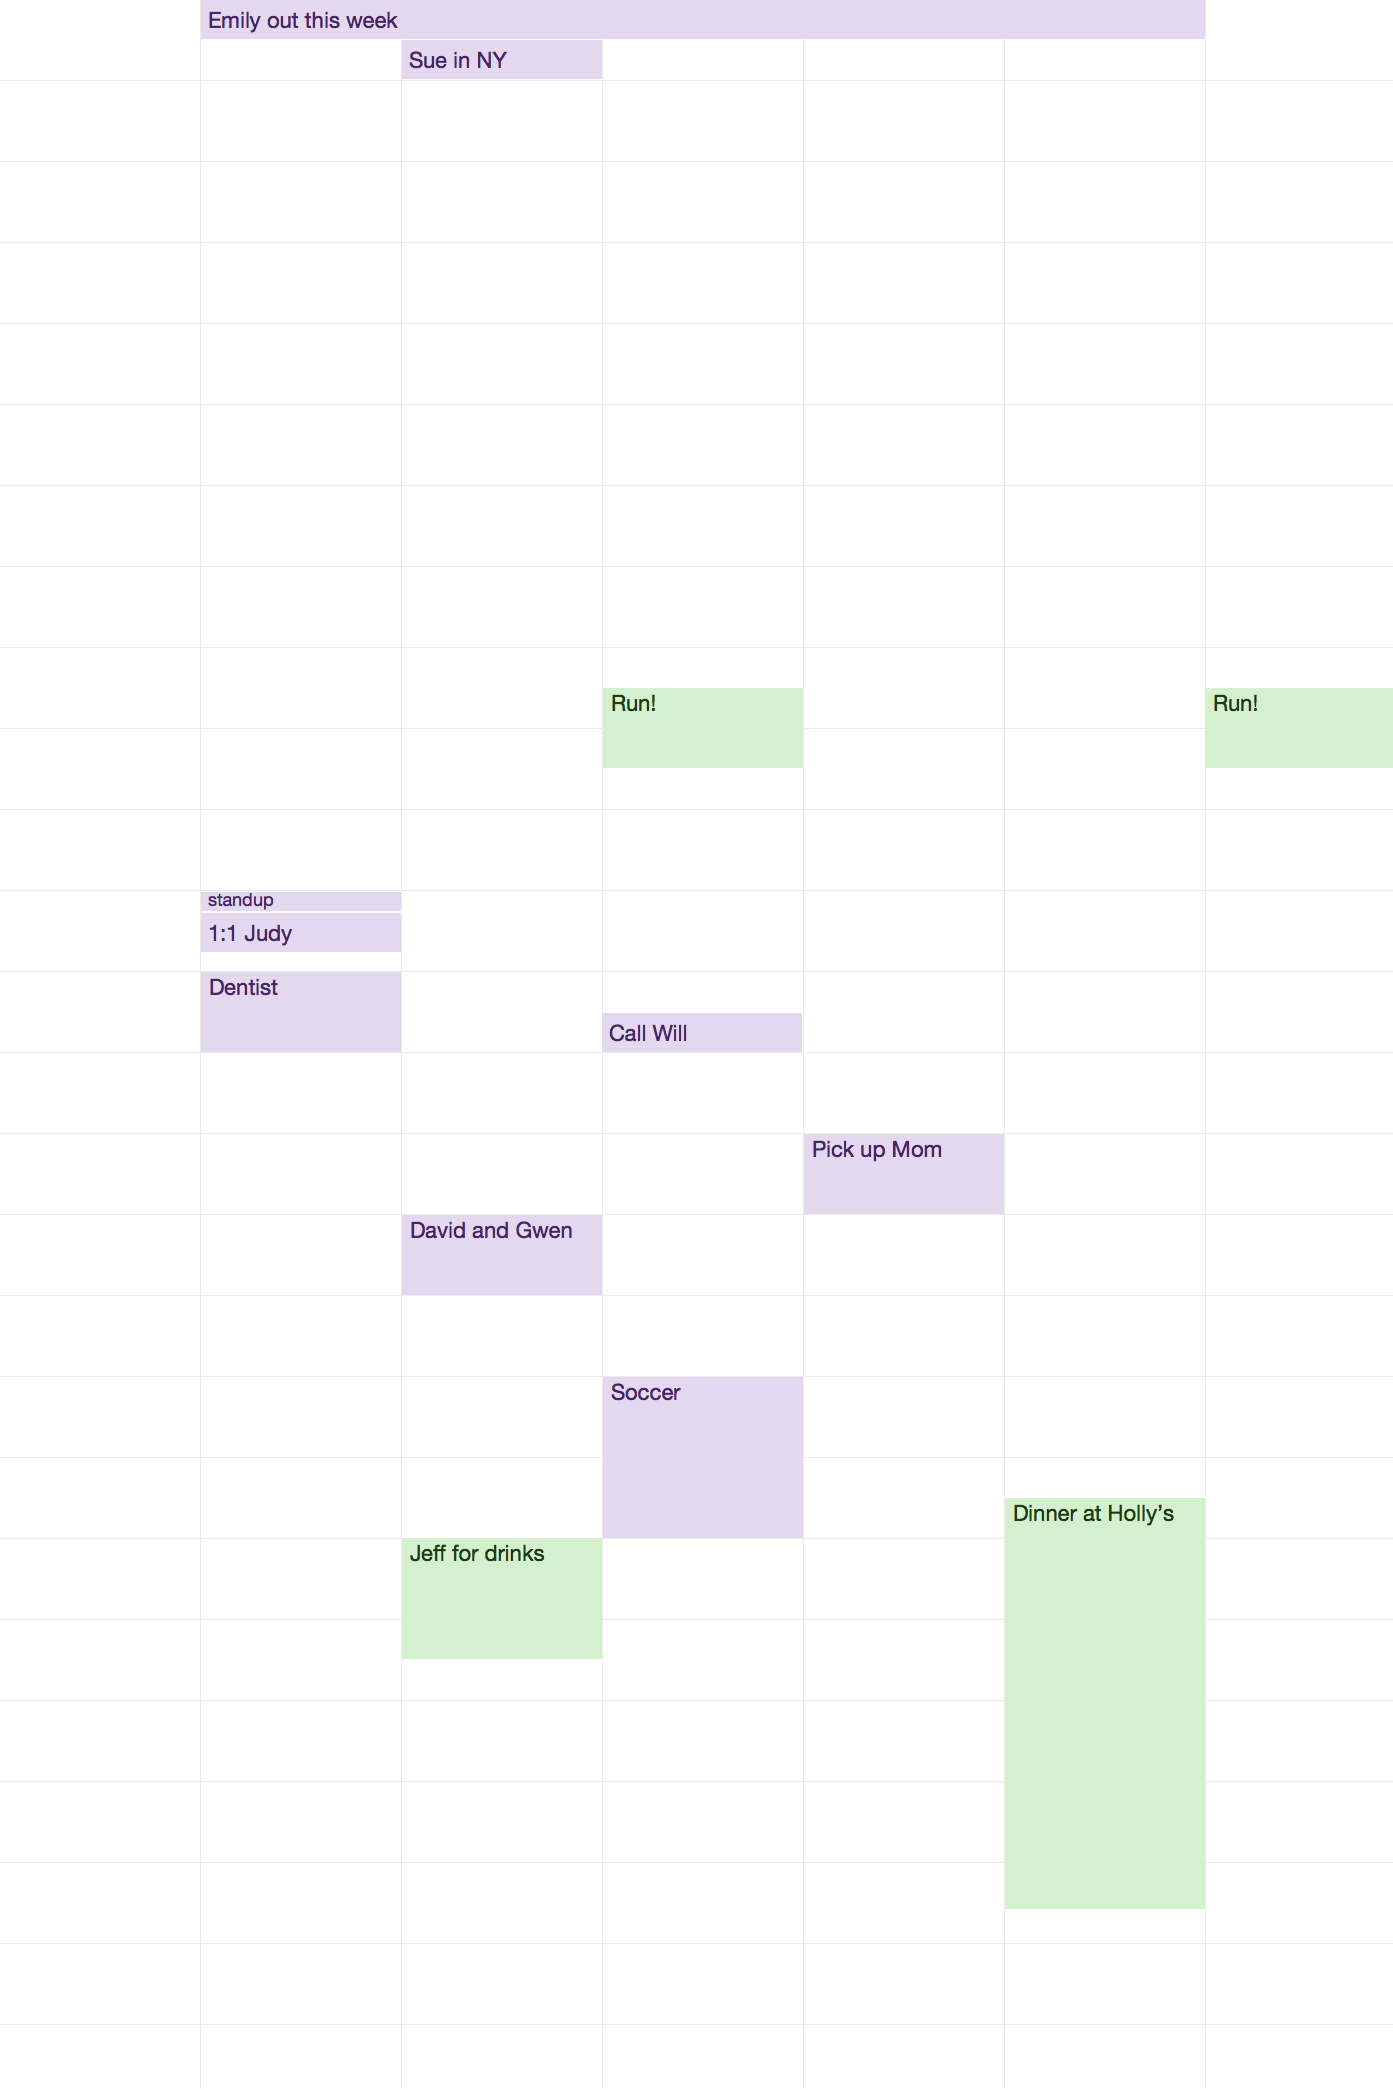 Emily out this week
Sue in NY
Run!
Run!
standup
1:1 Judy
Dentist
Call Will
Pick up Mom
David and Gwen
Soccer
Dinner at Holly’s
Jeff for drinks